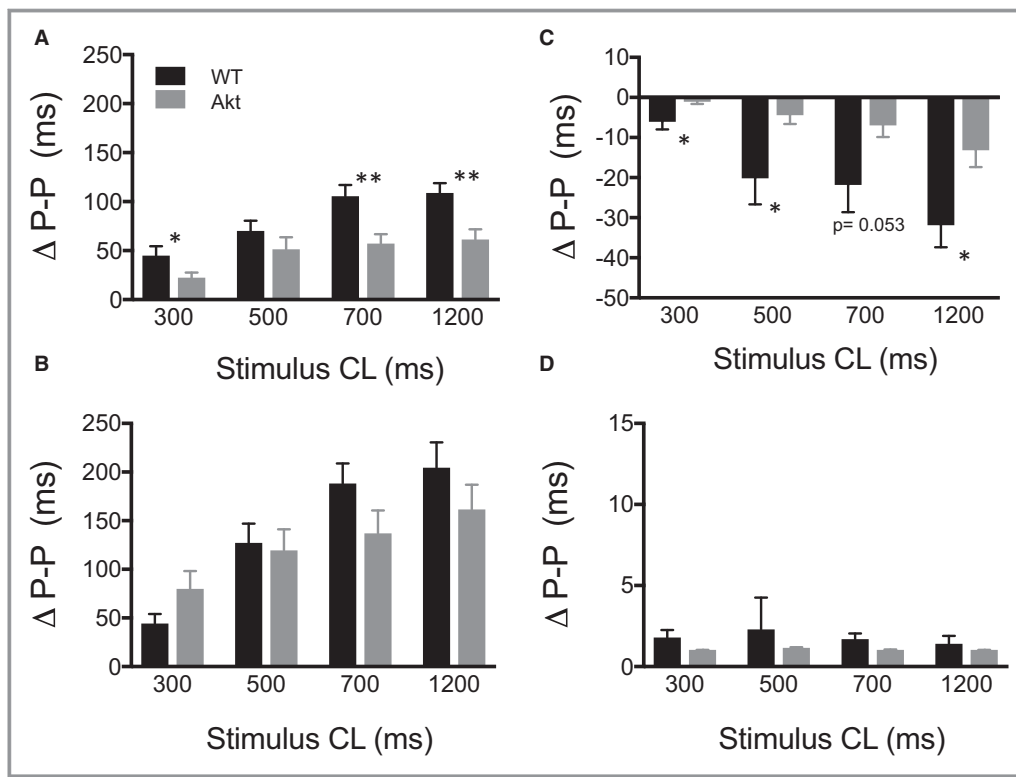 A
250
200
150
100
50
0
Δ P-P (ms)
WT
Akt
*
**
**
300 500 700 1200
Stimulus CL (ms)
B
250
200
150
100
50
0
Δ P-P (ms)
300 500 700 1200
Stimulus CL (ms)
C
10
0
-10
-20
-30
-40
-50
Δ P-P (ms)
*
*
p= 0.053
*
300 500 700 1200
Stimulus CL (ms)
D
15
10
5
0
Δ P-P (ms)
300 500 700 1200
Stimulus CL (ms)